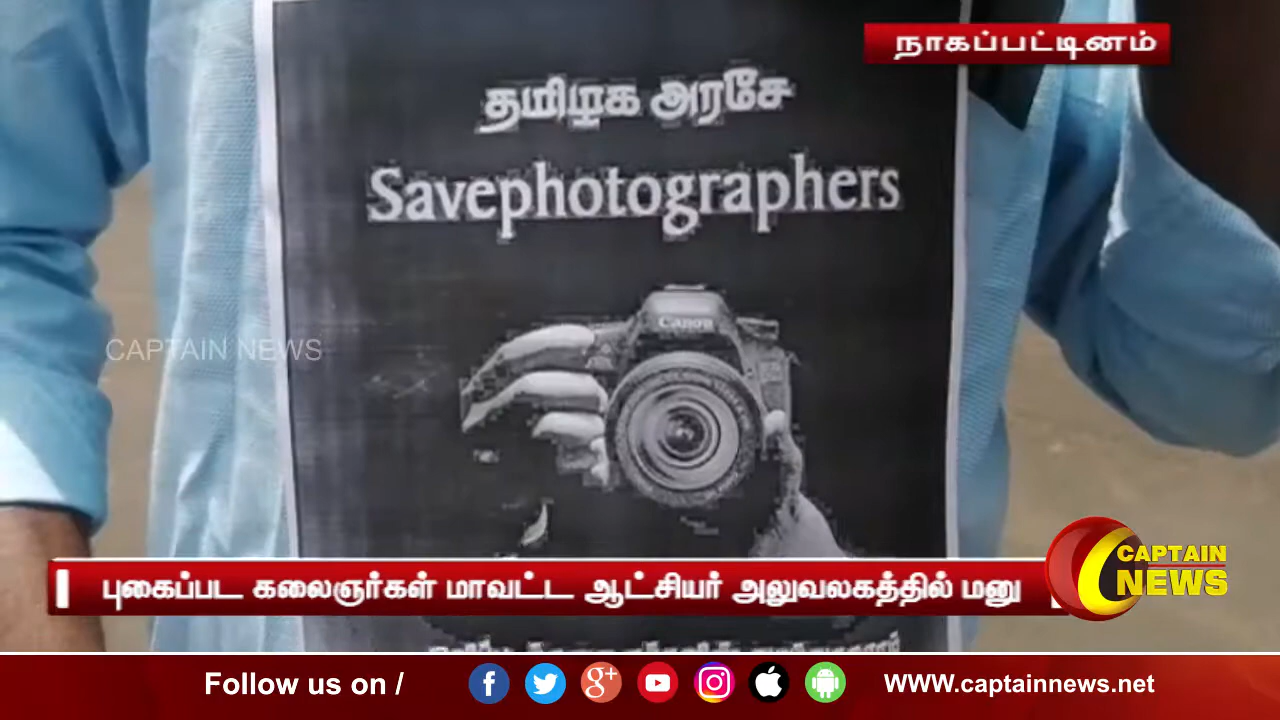 நாகப்பட்டினம்
தமிழக அரசே
Savephotographers
Canon
CAPTAIN NEWS
புகைப்பட கலைஞர்கள் மாவட்ட ஆட்சியர் அலுவலகத்தில் மனு
CAPTAIN
NEWS
Follow us on /
WWW.captainnews.net